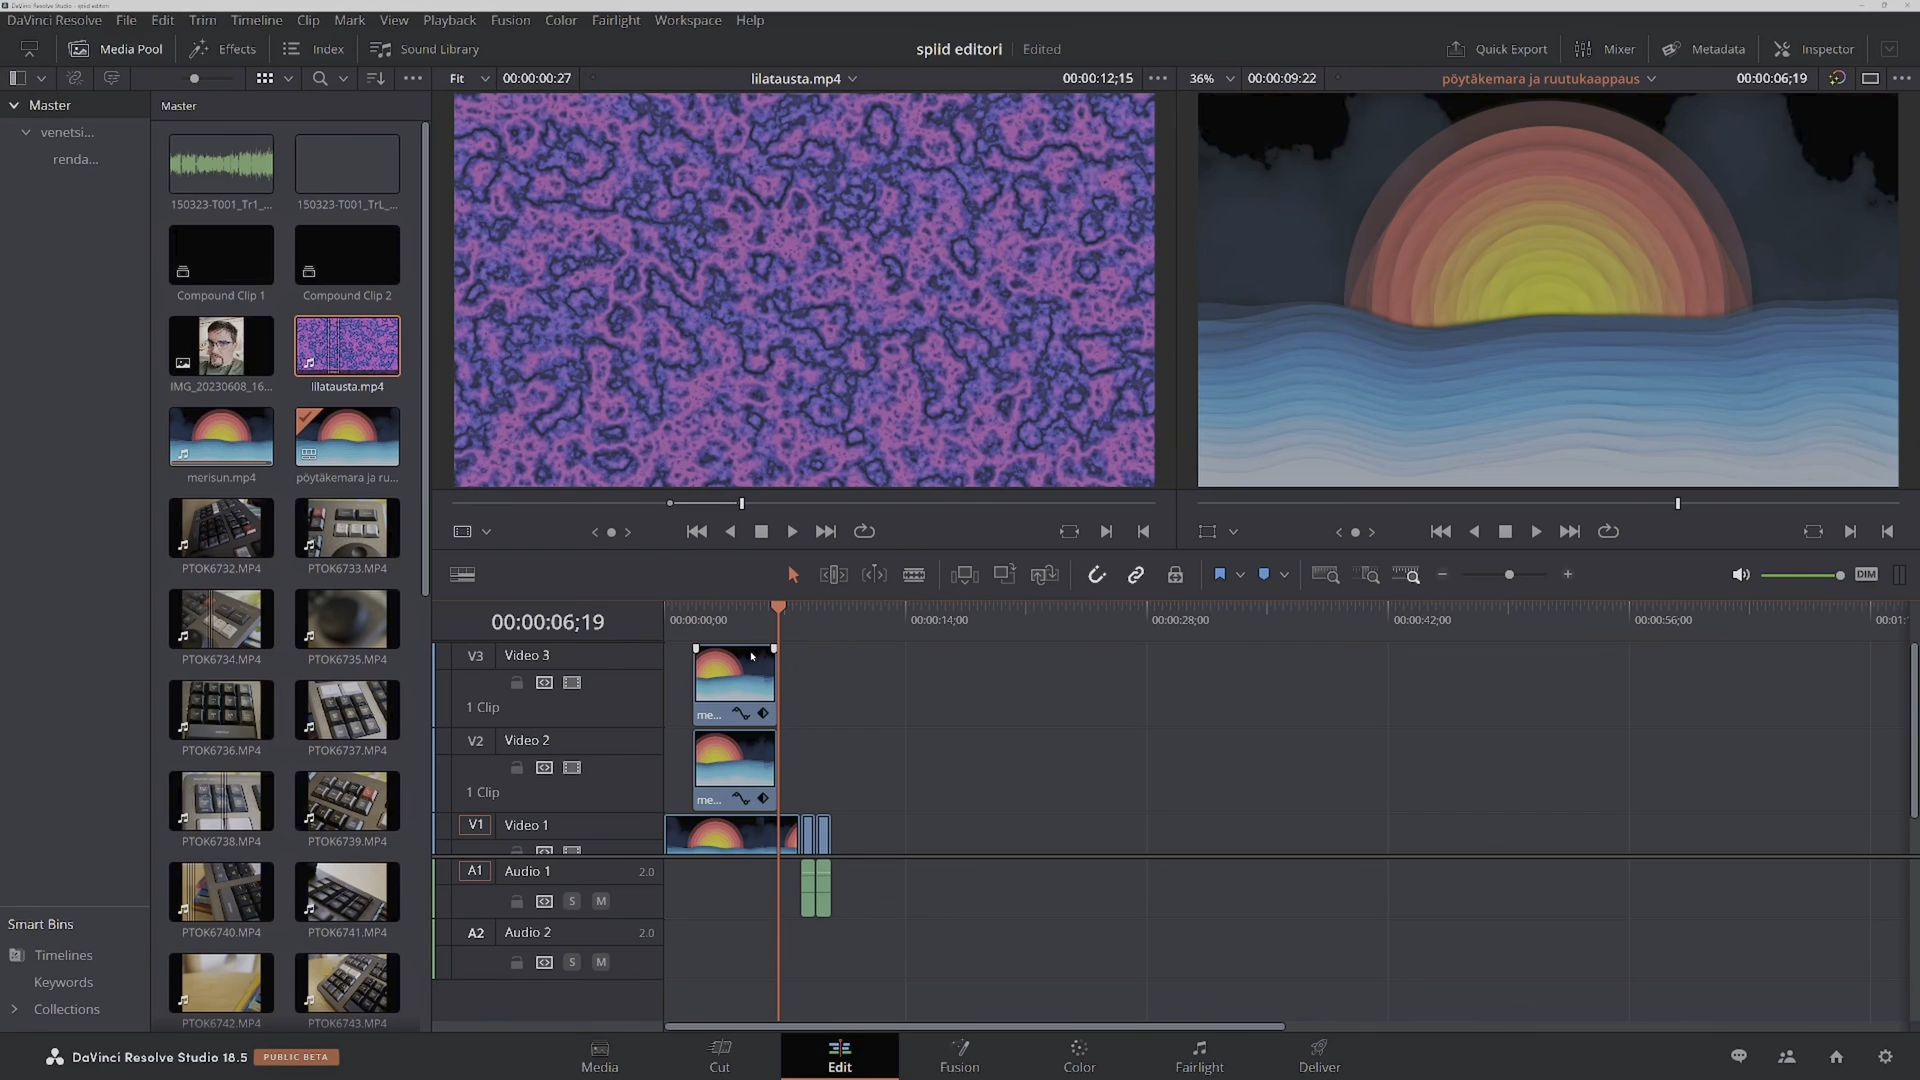 DaVinci Resolve Studio - spiid editori
DaVinci Resolve File Edit Trim Timeline Clip Mark View Playback Fusion Color Fairlight Workspace Help
Media Pool Effects Index Sound Library spiid editori Edited Quick Export Mixer Metadata Inspector
Fit 00:00:00:27 lilatausta.mp4 00:00:12;15 36% 00:00:09:22 pöytäkemara ja ruutukaappaus 00:00:06;19
Master
venetsi...
renda...
Master
150323-T001_Tr1_... 150323-T001_TrL_...
Compound Clip 1 Compound Clip 2
IMG_20230608_16... lilatausta.mp4
merisun.mp4 pöytäkemara ja ru...
PTOK6732.MP4 PTOK6733.MP4
PTOK6734.MP4 PTOK6735.MP4
PTOK6736.MP4 PTOK6737.MP4
PTOK6738.MP4 PTOK6739.MP4
PTOK6740.MP4 PTOK6741.MP4
PTOK6742.MP4 PTOK6743.MP4
Smart Bins
Timelines
Keywords
Collections
DIM
00:00:06;19
00:00:00;00 00:00:14;00 00:00:28;00 00:00:42;00 00:00:56;00 00:01:
V3 Video 3
1 Clip
me...
V2 Video 2
1 Clip
me...
V1 Video 1
A1 Audio 1 2.0
S M
A2 Audio 2 2.0
S M
DaVinci Resolve Studio 18.5 PUBLIC BETA
Media Cut Edit Fusion Color Fairlight Deliver